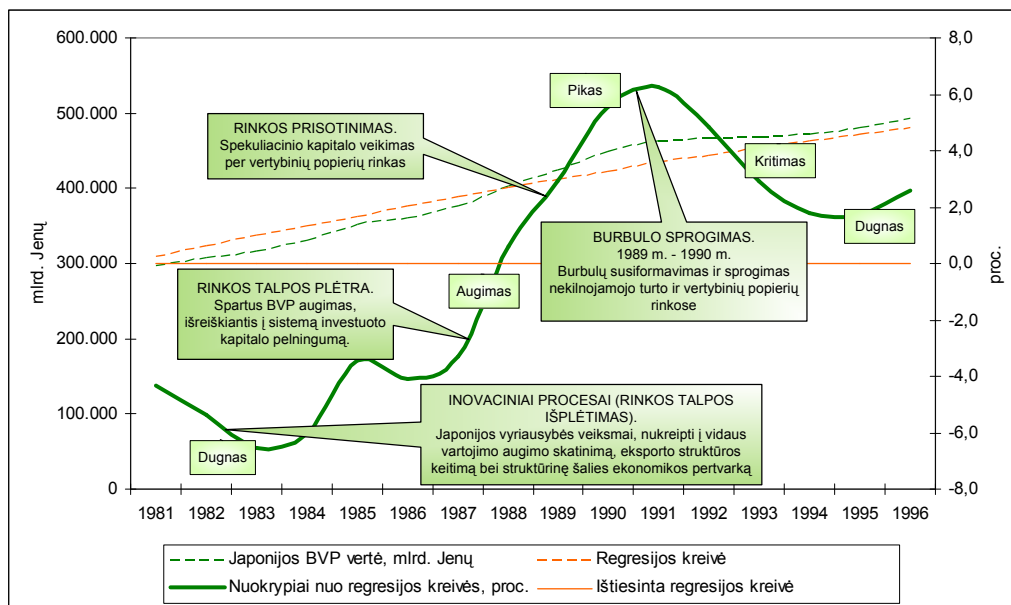 600.000
500.000
400.000
300.000
200.000
100.000
0
mlrd. Jenų
8,0
6,0
4,0
2,0
0,0
-2,0
-4,0
-6,0
-8,0
proc.
Pikas
RINKOS PRISOTINIMAS.
Spekuliacinio kapitalo veikimas
per vertybinių popierių rinkas
Kritimas
Dugnas
BURBULO SPROGIMAS.
1989 m. - 1990 m.
Burbulų susiformavimas ir sprogimas
nekilnojamojo turto ir vertybinių popierių
rinkose
Augimas
RINKOS TALPOS PLĖTRA.
Spartus BVP augimas,
išreiškiantis į sistemą investuoto
kapitalo pelningumą.
INOVACINIAI PROCESAI (RINKOS TALPOS
IŠPLĖTIMAS).
Japonijos vyriausybės veiksmai, nukreipti į vidaus
vartojimo augimo skatinimą, eksporto struktūros
keitimą bei struktūrinę šalies ekonomikos pertvarką
Dugnas
1981 1982 1983 1984 1985 1986 1987 1988 1989 1990 1991 1992 1993 1994 1995 1996
Japonijos BVP vertė, mlrd. Jenų
Regresijos kreivė
Nuokrypiai nuo regresijos kreivės, proc.
Ištiesinta regresijos kreivė